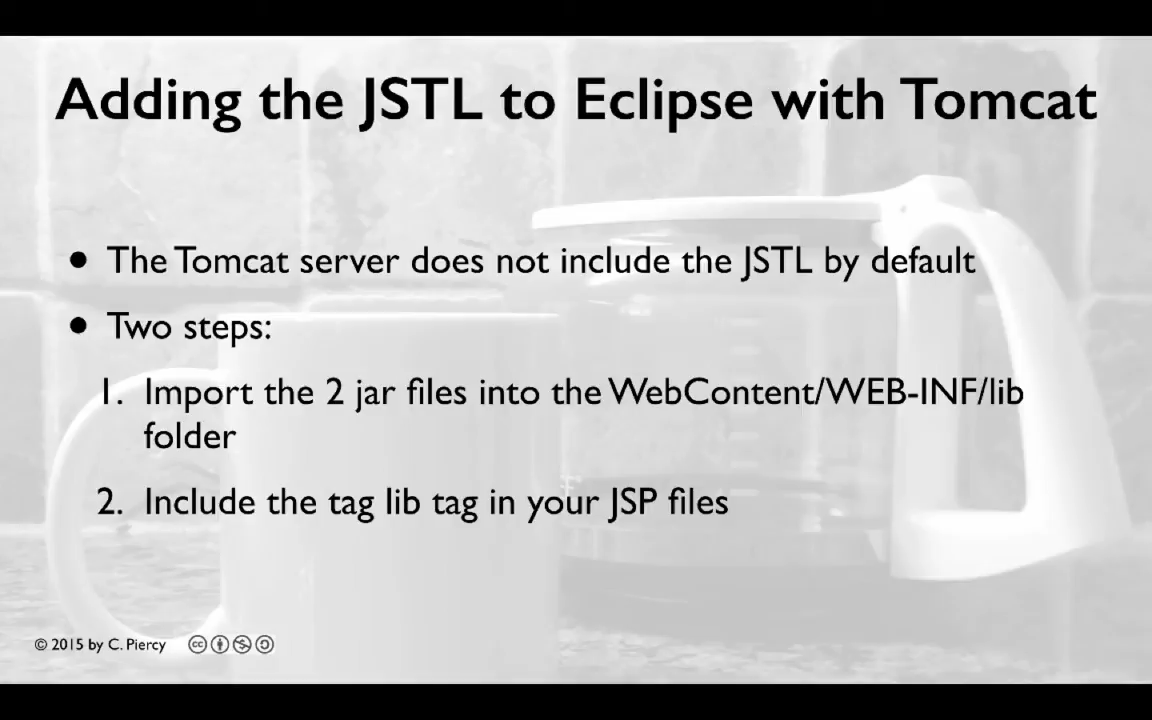 Adding the JSTL to Eclipse with Tomcat
• The Tomcat server does not include the JSTL by default
• Two steps:
1. Import the 2 jar files into the WebContent/WEB-INF/lib
folder
2. Include the tag lib tag in your JSP files
© 2015 by C. Piercy